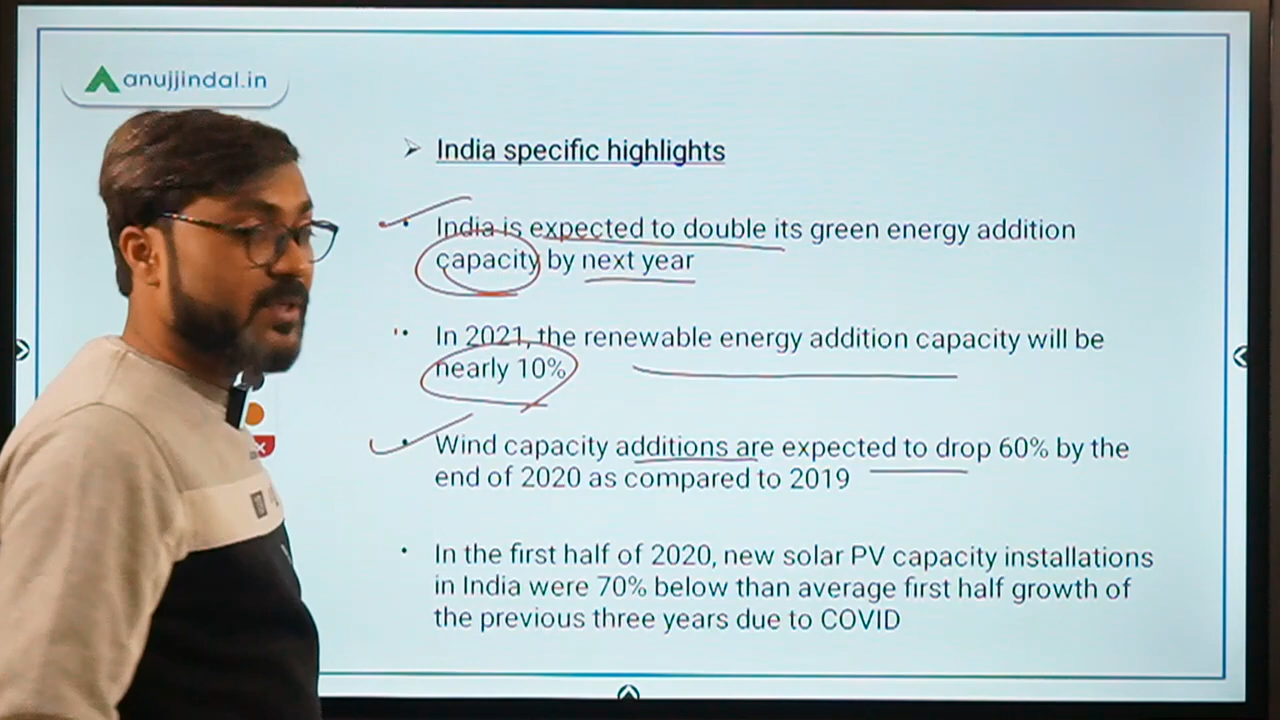 anujjindal.in
India specific highlights
India is expected to double its green energy addition
capacity by next year
In 2021, the renewable energy addition capacity will be
nearly 10%
Wind capacity additions are expected to drop 60% by the
end of 2020 as compared to 2019
In the first half of 2020, new solar PV capacity installations
in India were 70% below than average first half growth of
the previous three years due to COVID